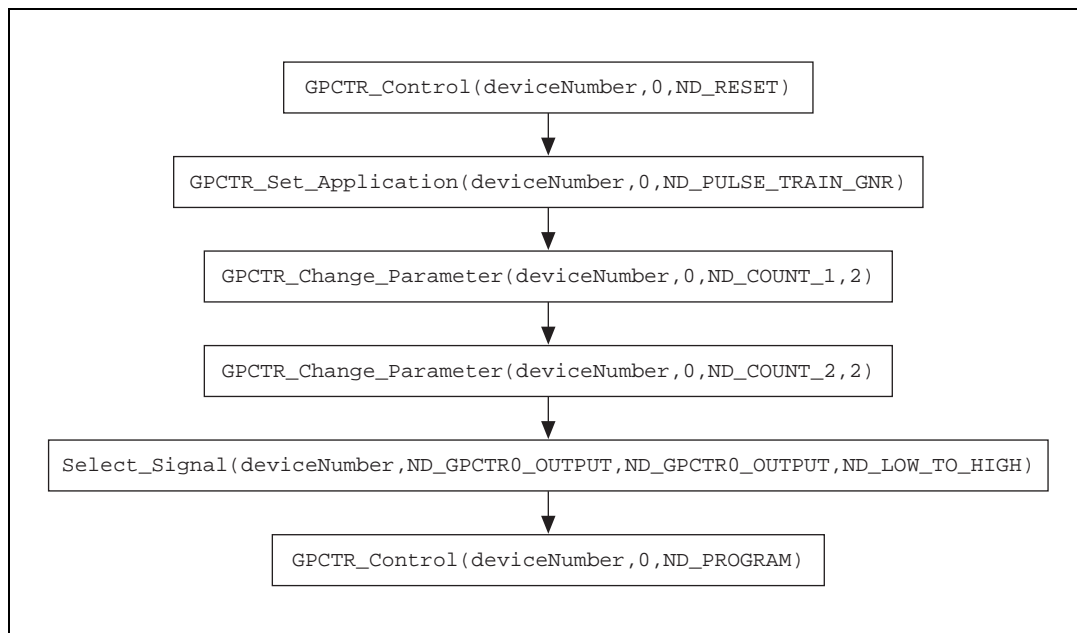 GPCTR_Control(deviceNumber,0,ND_RESET)
GPCTR_Set_Application(deviceNumber,0,ND_PULSE_TRAIN_GNR)
GPCTR_Change_Parameter(deviceNumber,0,ND_COUNT_1,2)
GPCTR_Change_Parameter(deviceNumber,0,ND_COUNT_2,2)
Select_Signal(deviceNumber,ND_GPCTR0_OUTPUT,ND_GPCTR0_OUTPUT,ND_LOW_TO_HIGH)
GPCTR_Control(deviceNumber,0,ND_PROGRAM)